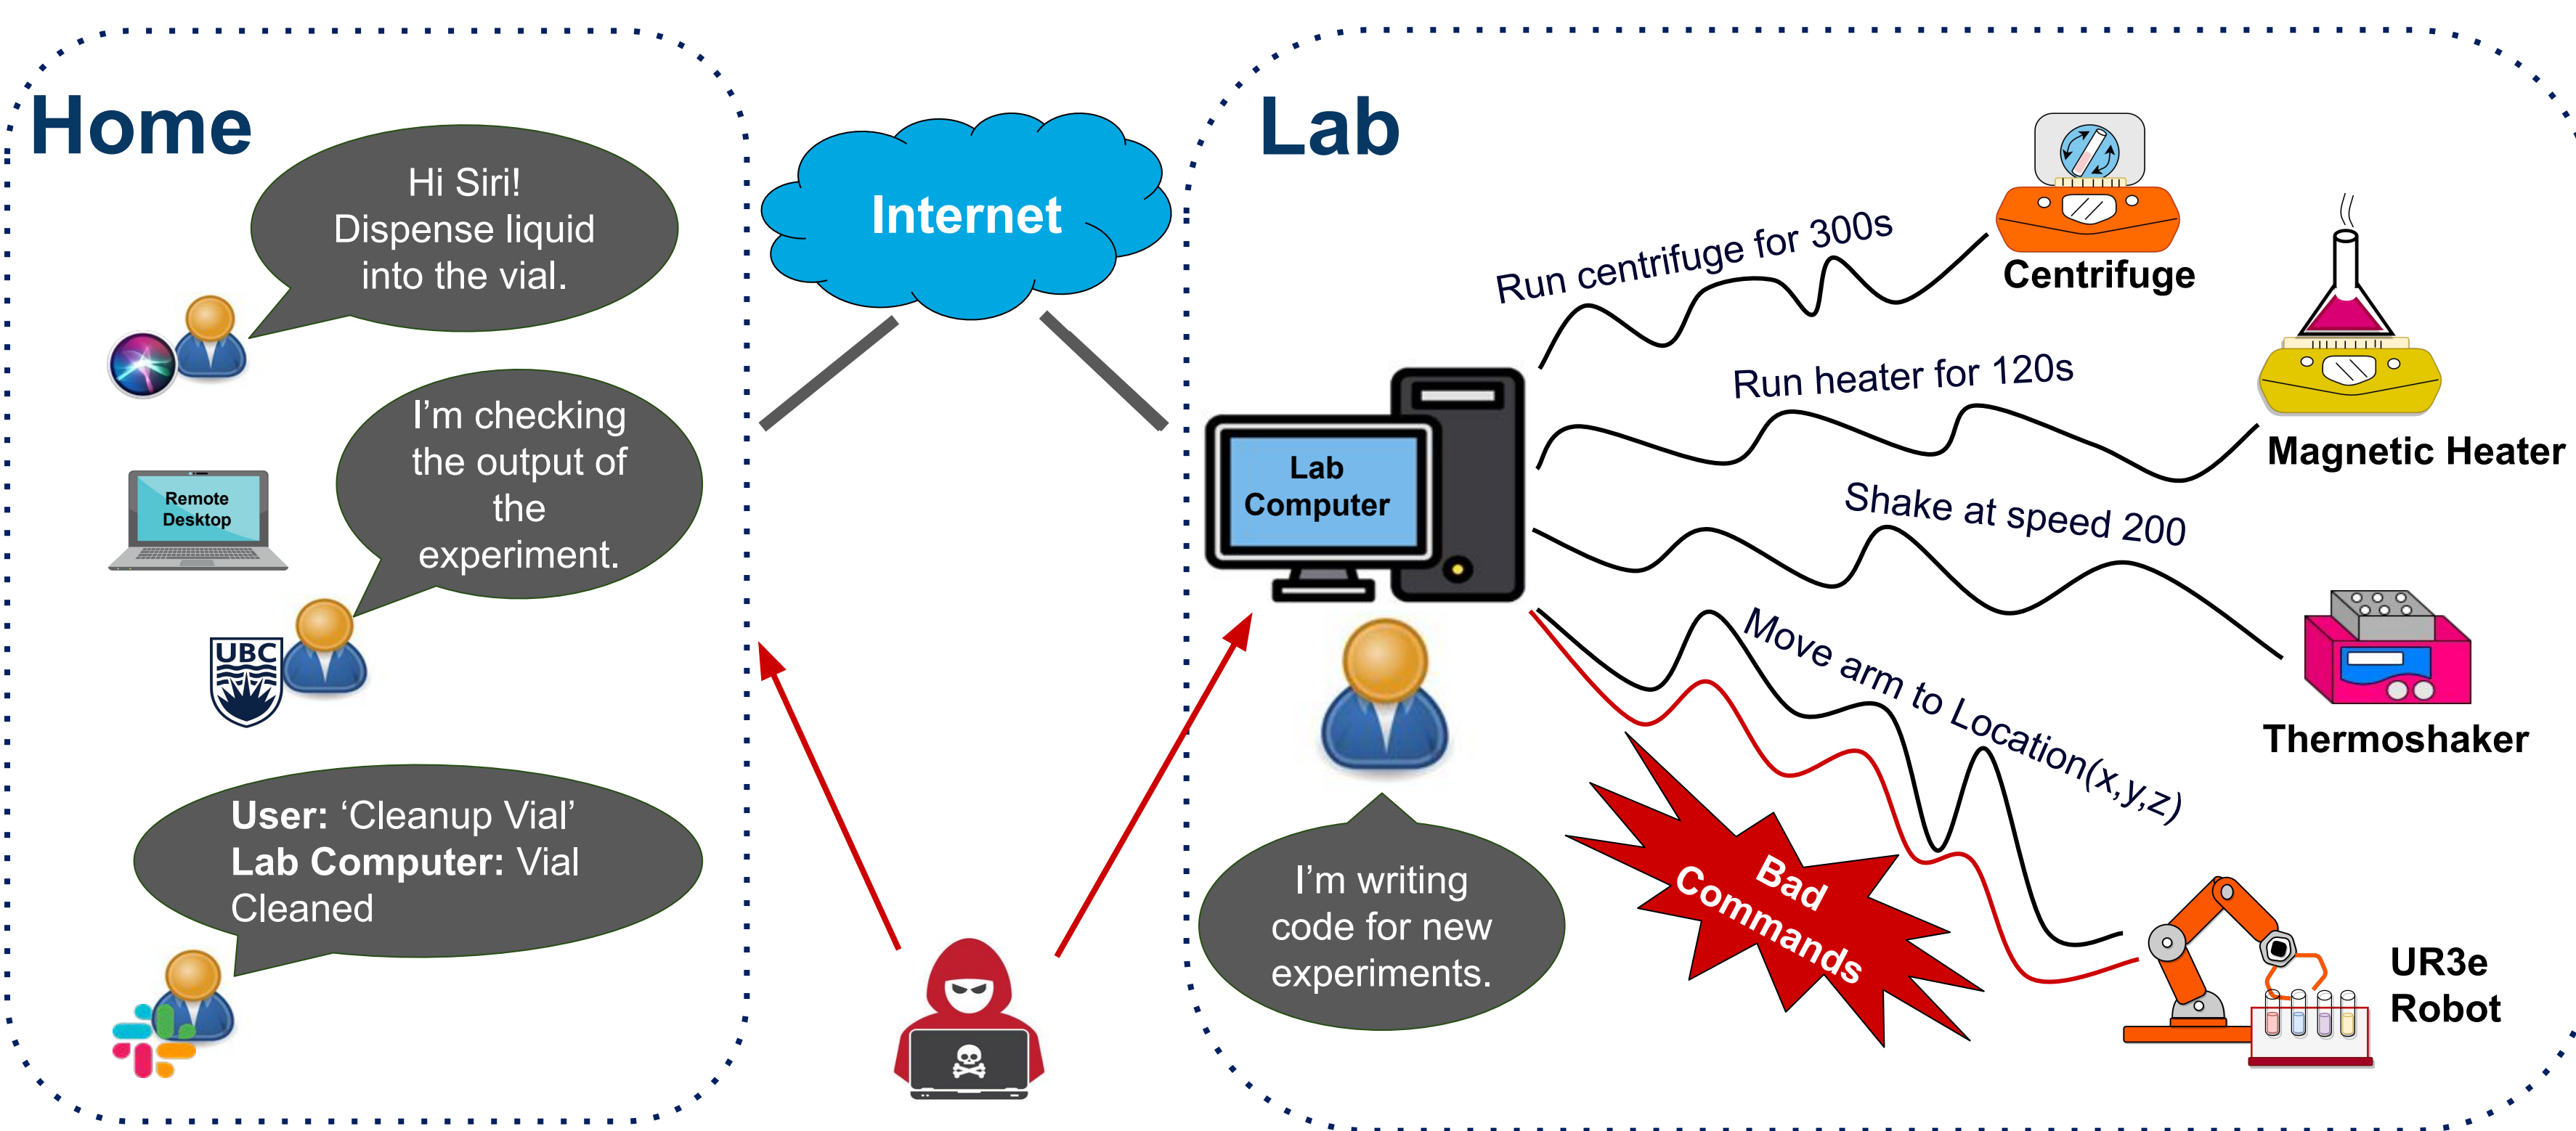 Home
Hi Siri!
Dispense liquid
into the vial.
I'm checking
the output of
the
experiment.
Remote
Desktop
UBC
User: ‘Cleanup Vial’
Lab Computer: Vial
Cleaned
Internet
Lab
Lab
Computer
I'm writing
code for new
experiments.
Run centrifuge for 300s
Centrifuge
Run heater for 120s
Magnetic Heater
Shake at speed 200
Thermoshaker
Move arm to Location(x,y,z)
Bad
Commands
UR3e
Robot